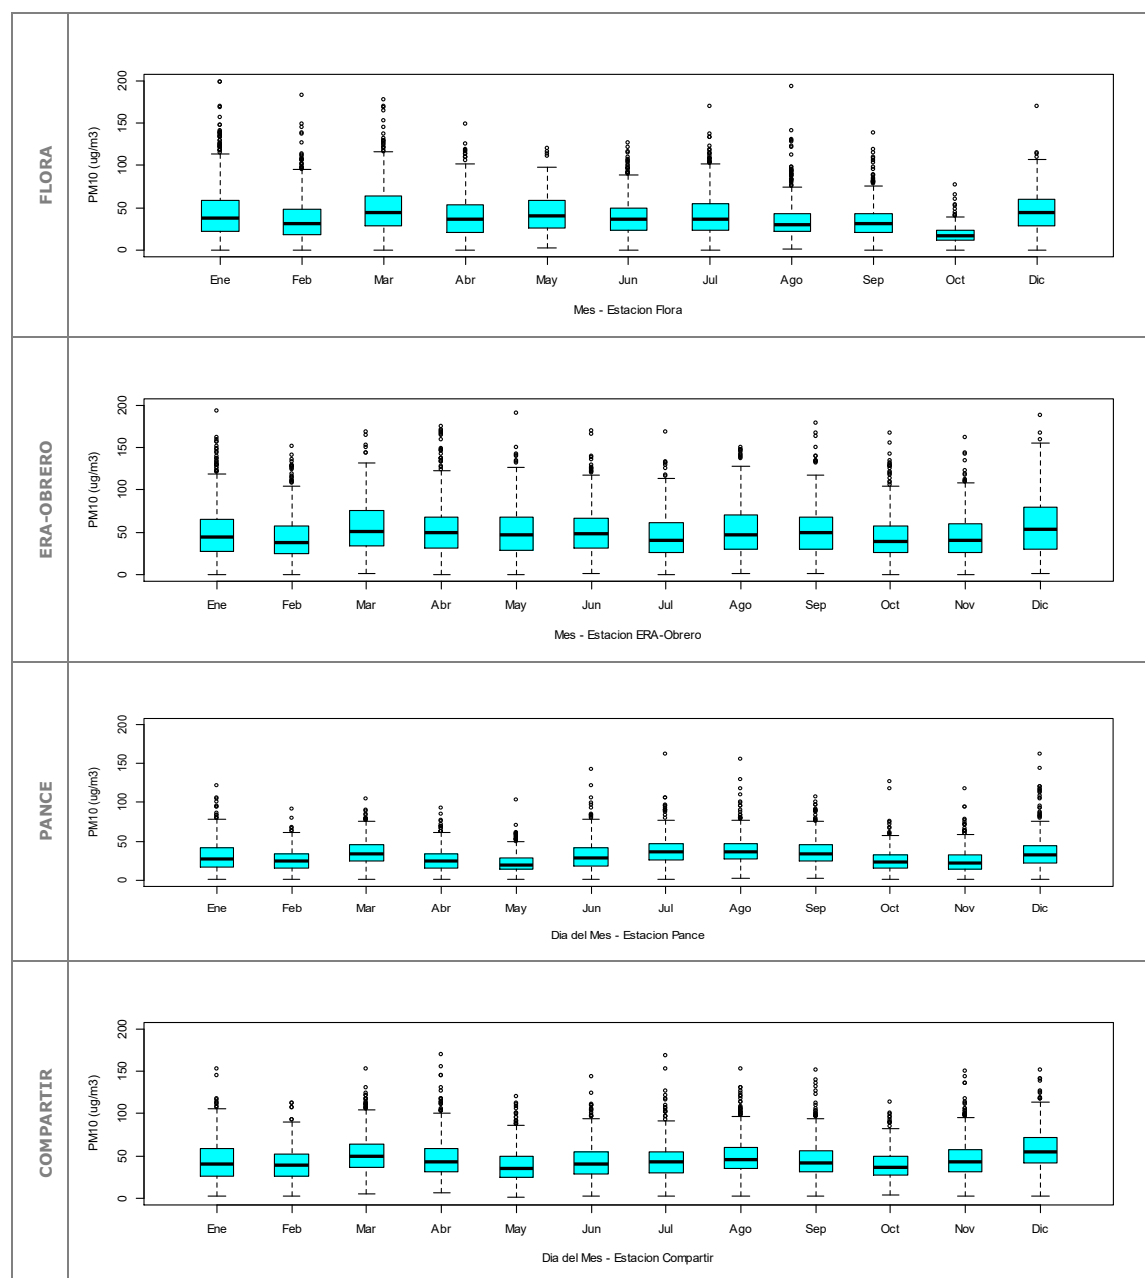 FLORA
PM10 (ug/m3)
200
150
100
50
0
Ene Feb Mar Abr May Jun Jul Ago Sep Oct Dic
Mes - Estacion Flora
ERA-OBRERO
PM10 (ug/m3)
200
150
100
50
0
Ene Feb Mar Abr May Jun Jul Ago Sep Oct Nov Dic
Mes - Estacion ERA-Obrero
PANCE
PM10 (ug/m3)
200
150
100
50
0
Ene Feb Mar Abr May Jun Jul Ago Sep Oct Nov Dic
Dia del Mes - Estacion Pance
COMPARTIR
PM10 (ug/m3)
200
150
100
50
0
Ene Feb Mar Abr May Jun Jul Ago Sep Oct Nov Dic
Dia del Mes - Estacion Compartir